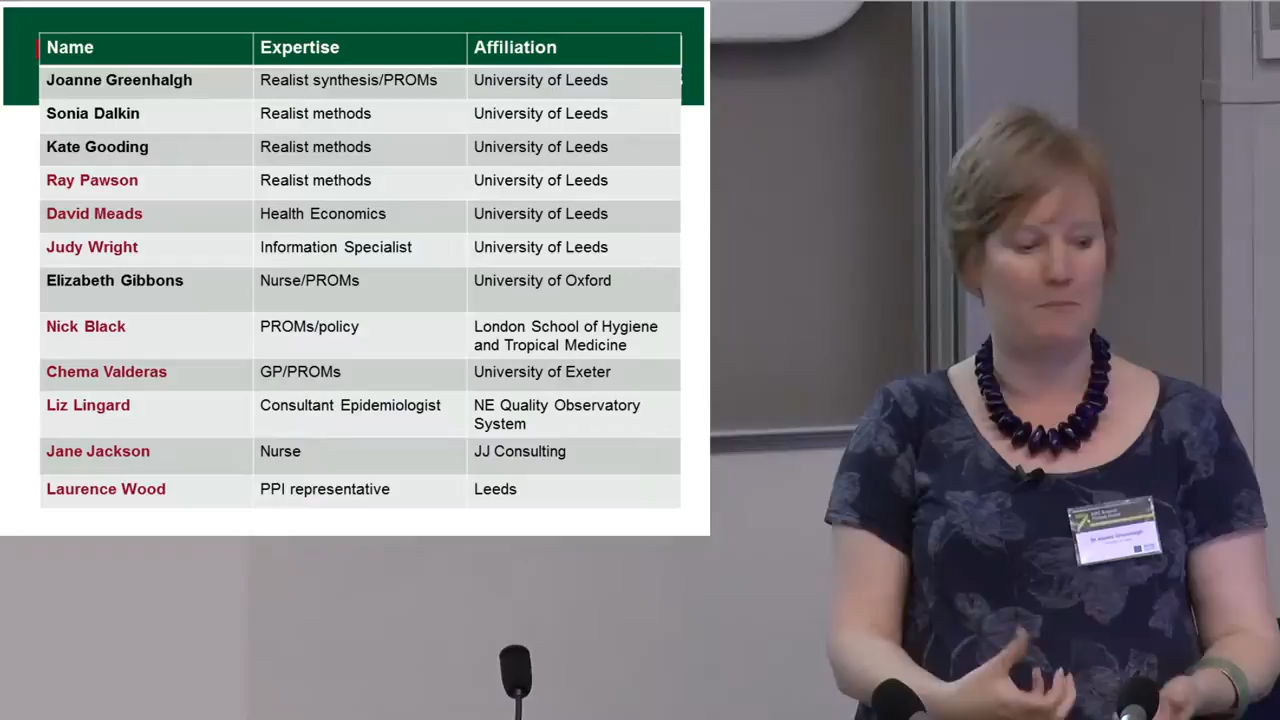 Name Expertise Affiliation
Joanne Greenhalgh Realist synthesis/PROMs University of Leeds
Sonia Dalkin Realist methods University of Leeds
Kate Gooding Realist methods University of Leeds
Ray Pawson Realist methods University of Leeds
David Meads Health Economics University of Leeds
Judy Wright Information Specialist University of Leeds
Elizabeth Gibbons Nurse/PROMs University of Oxford
Nick Black PROMs/policy London School of Hygiene
and Tropical Medicine
Chema Valderas GP/PROMs University of Exeter
Liz Lingard Consultant Epidemiologist NE Quality Observatory
System
Jane Jackson Nurse JJ Consulting
Laurence Wood PPI representative Leeds